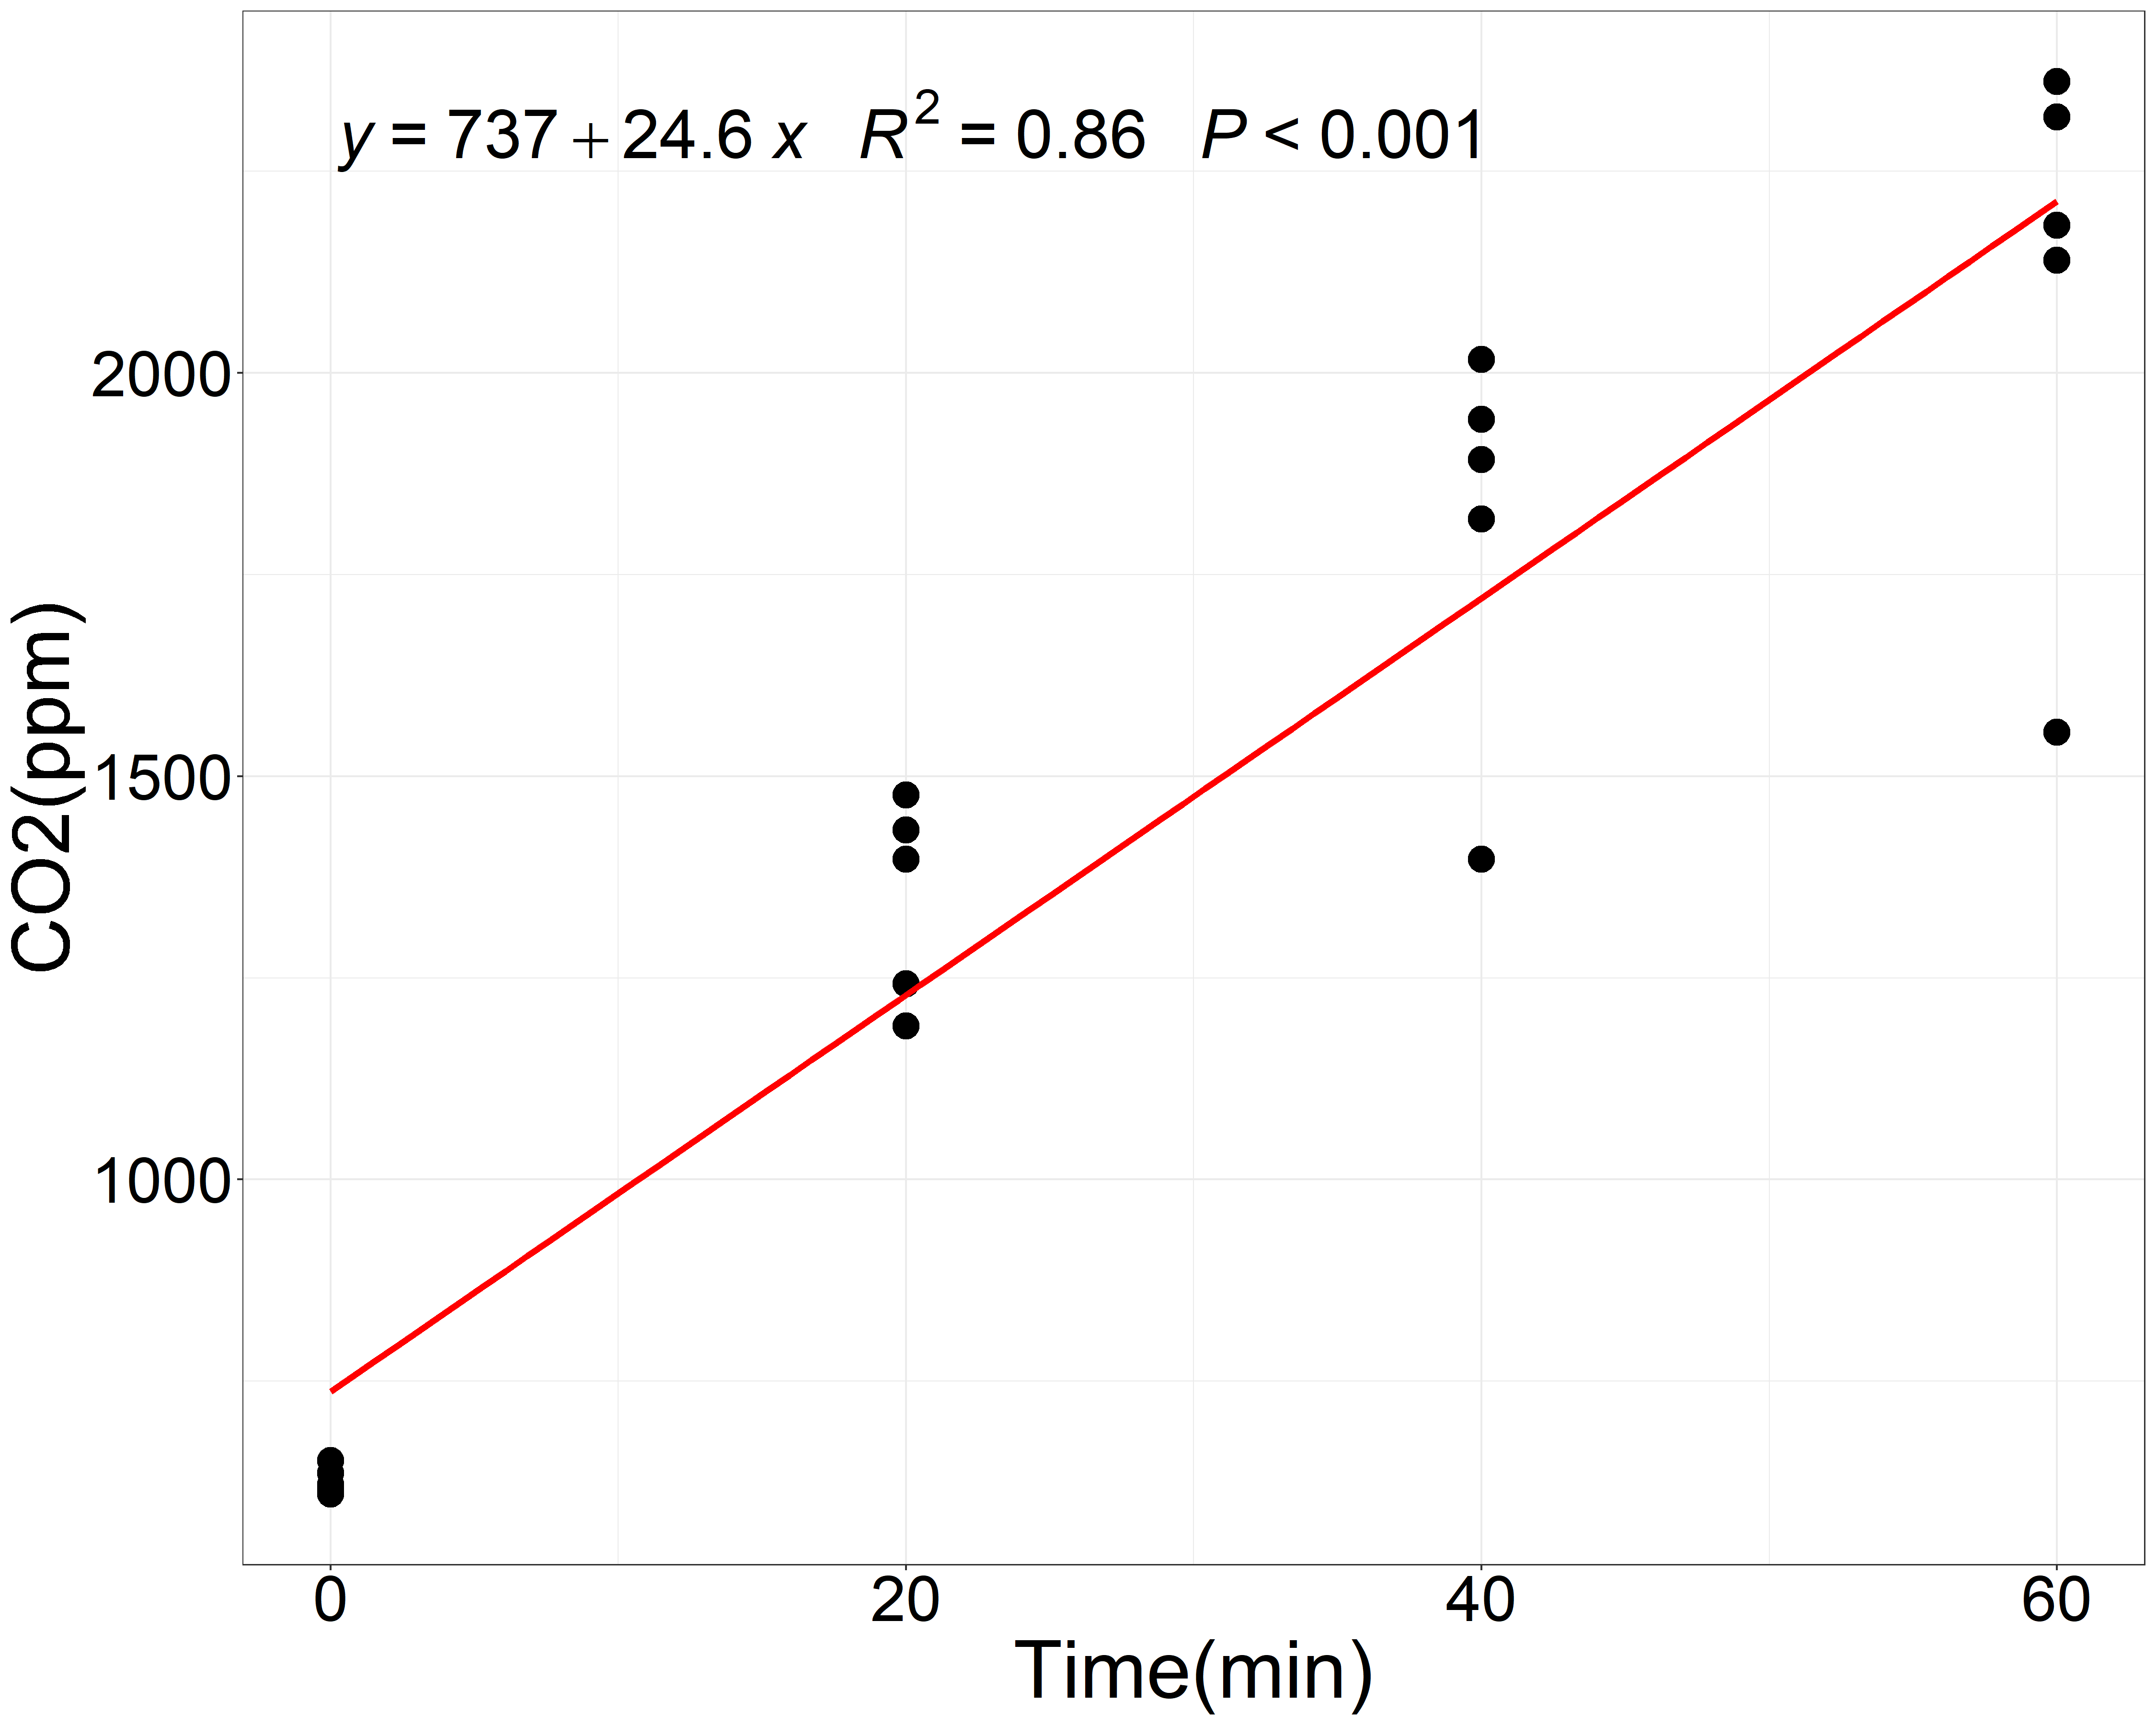 y = 737 + 24.6 x R² = 0.86 P < 0.001
2000
1500
1000
CO2(ppm)
0 20 40 60
Time(min)